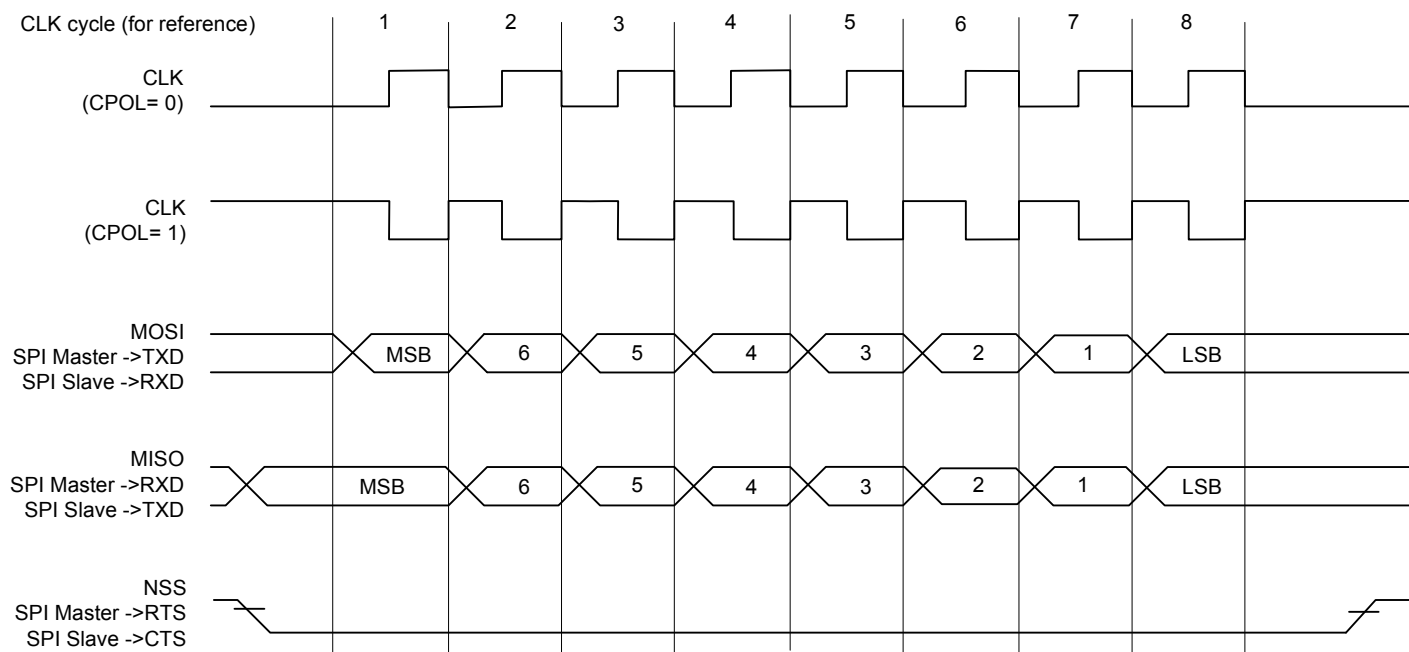 CLK cycle (for reference) 1 2 3 4 5 6 7 8
CLK
(CPOL= 0)
CLK
(CPOL= 1)
MOSI
SPI Master ->TXD MSB 6 5 4 3 2 1 LSB
SPI Slave ->RXD
MISO
SPI Master ->RXD MSB 6 5 4 3 2 1 LSB
SPI Slave ->TXD
NSS
SPI Master ->RTS
SPI Slave ->CTS